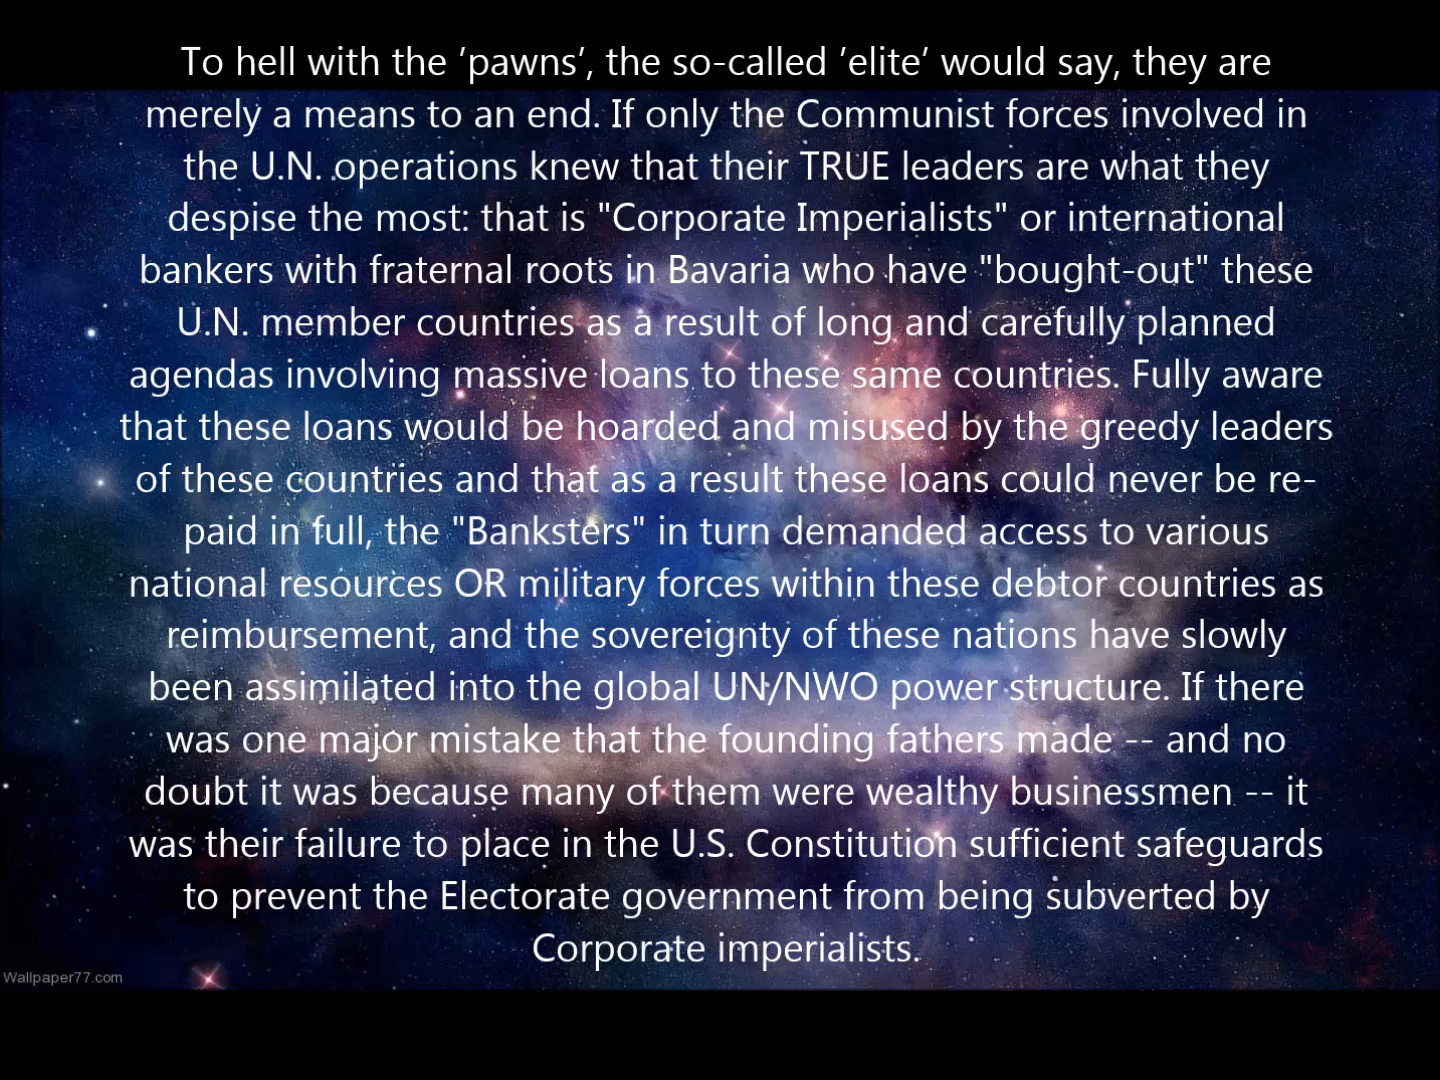 To hell with the ’pawns’, the so-called ’elite’ would say, they are
merely a means to an end. If only the Communist forces involved in
the U.N. operations knew that their TRUE leaders are what they
despise the most: that is "Corporate Imperialists" or international
bankers with fraternal roots in Bavaria who have "bought-out" these
U.N. member countries as a result of long and carefully planned
agendas involving massive loans to these same countries. Fully aware
that these loans would be hoarded and misused by the greedy leaders
of these countries and that as a result these loans could never be re-
paid in full, the "Banksters" in turn demanded access to various
national resources OR military forces within these debtor countries as
reimbursement, and the sovereignty of these nations have slowly
been assimilated into the global UN/NWO power structure. If there
was one major mistake that the founding fathers made -- and no
doubt it was because many of them were wealthy businessmen -- it
was their failure to place in the U.S. Constitution sufficient safeguards
to prevent the Electorate government from being subverted by
Corporate imperialists.
Wallpaper77.com